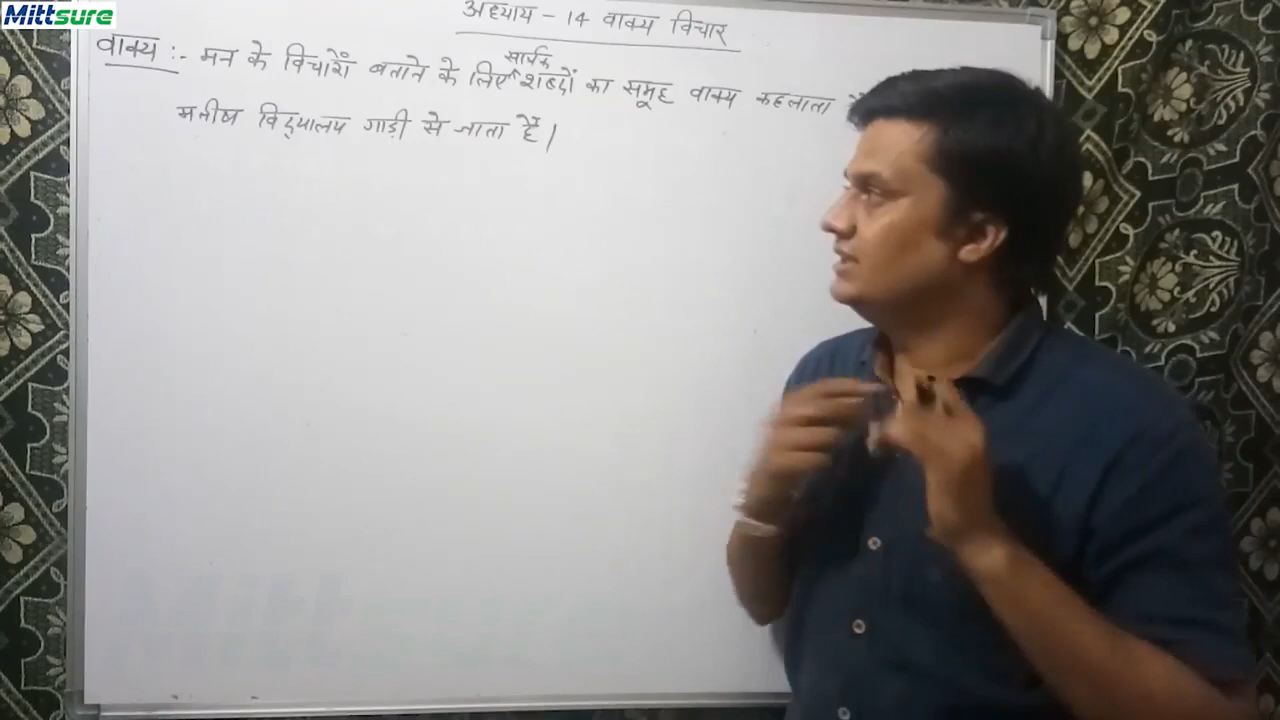 Mittsure
अध्याय - 14 वाक्य विचार
वाक्य :- मन के विचारों बताने के लिए सार्थक शब्दों का समूह वाक्य कहलाता
मनीष विद्यालय गाड़ी से जाता है।